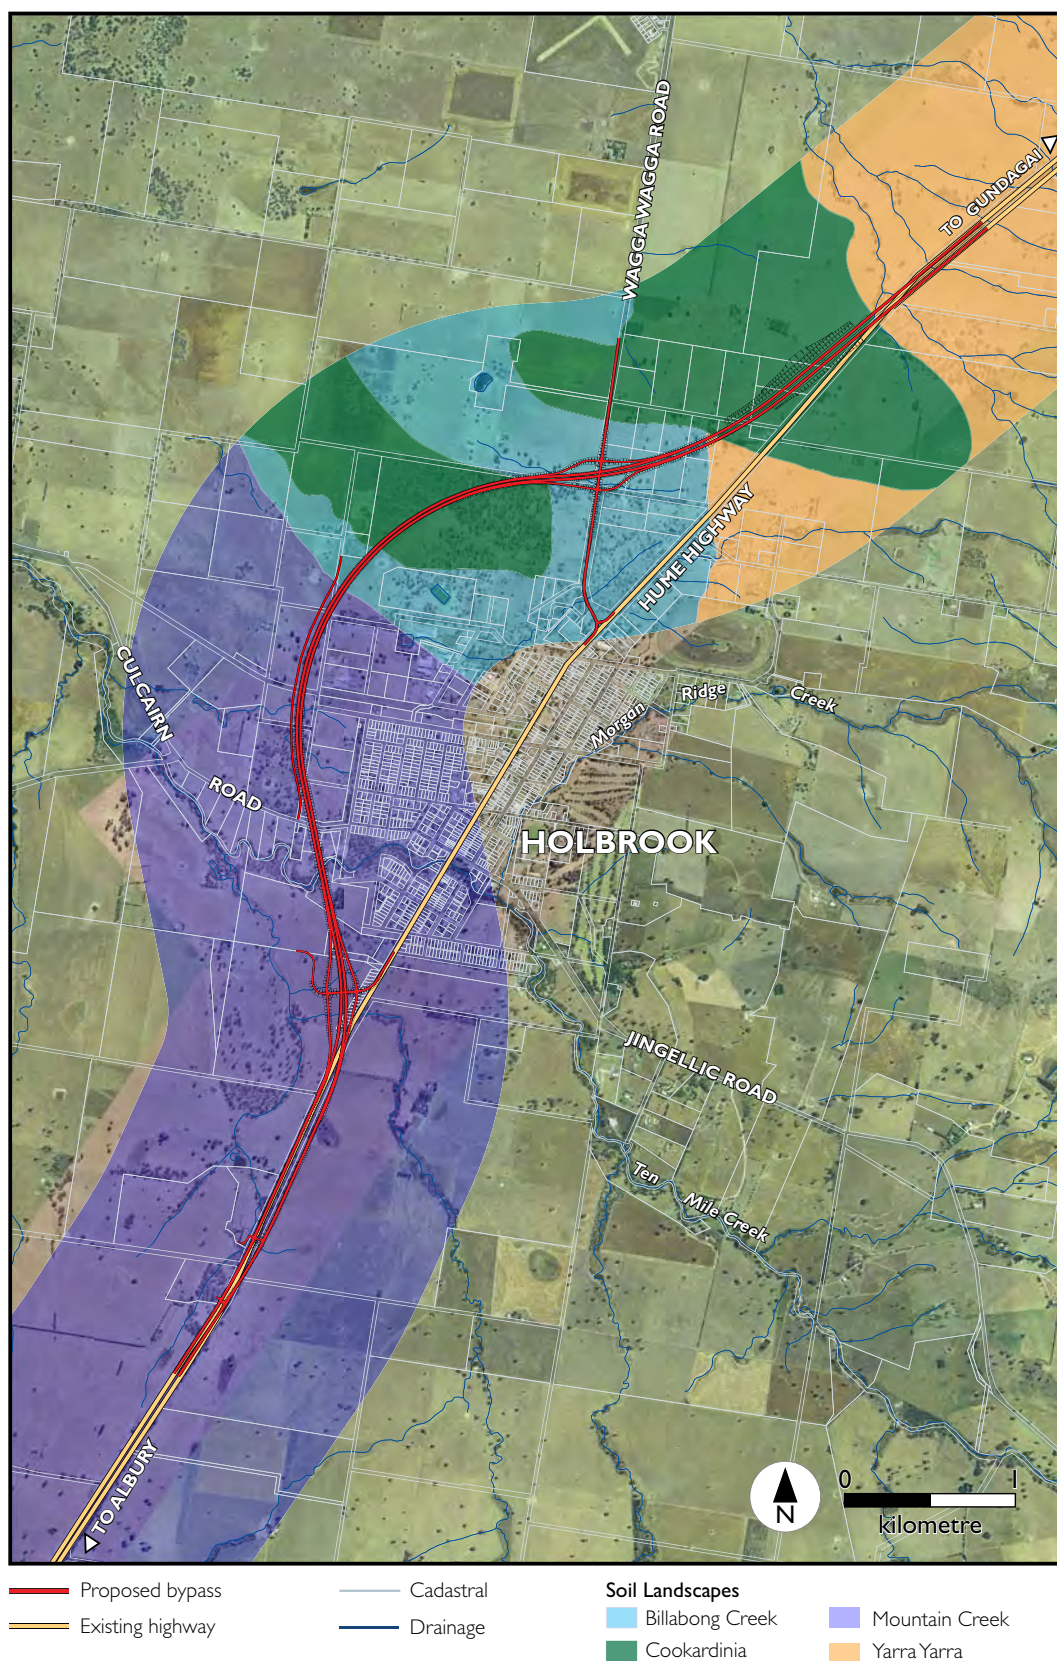 WAGGA WAGGA ROAD
TO GUNDAGAI
HUME HIGHWAY
CULCAIRN
ROAD
Morgan
Ridge
Creek
HOLBROOK
JINGELLIC ROAD
Ten
Mile Creek
TO ALBURY
N
0 1
kilometre
Proposed bypass
Existing highway
Cadastral
Drainage
Soil Landscapes
Billabong Creek
Cookardinia
Mountain Creek
Yarra Yarra